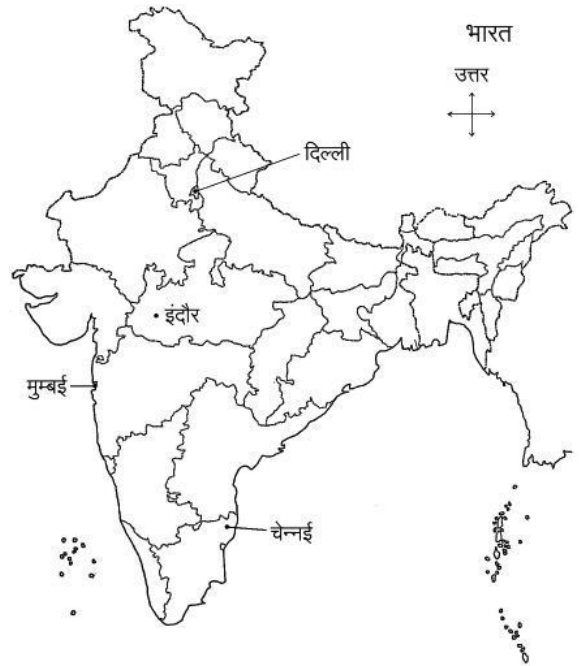 भारत
उत्तर
दिल्ली
इंदौर
मुम्बई
चेन्नई